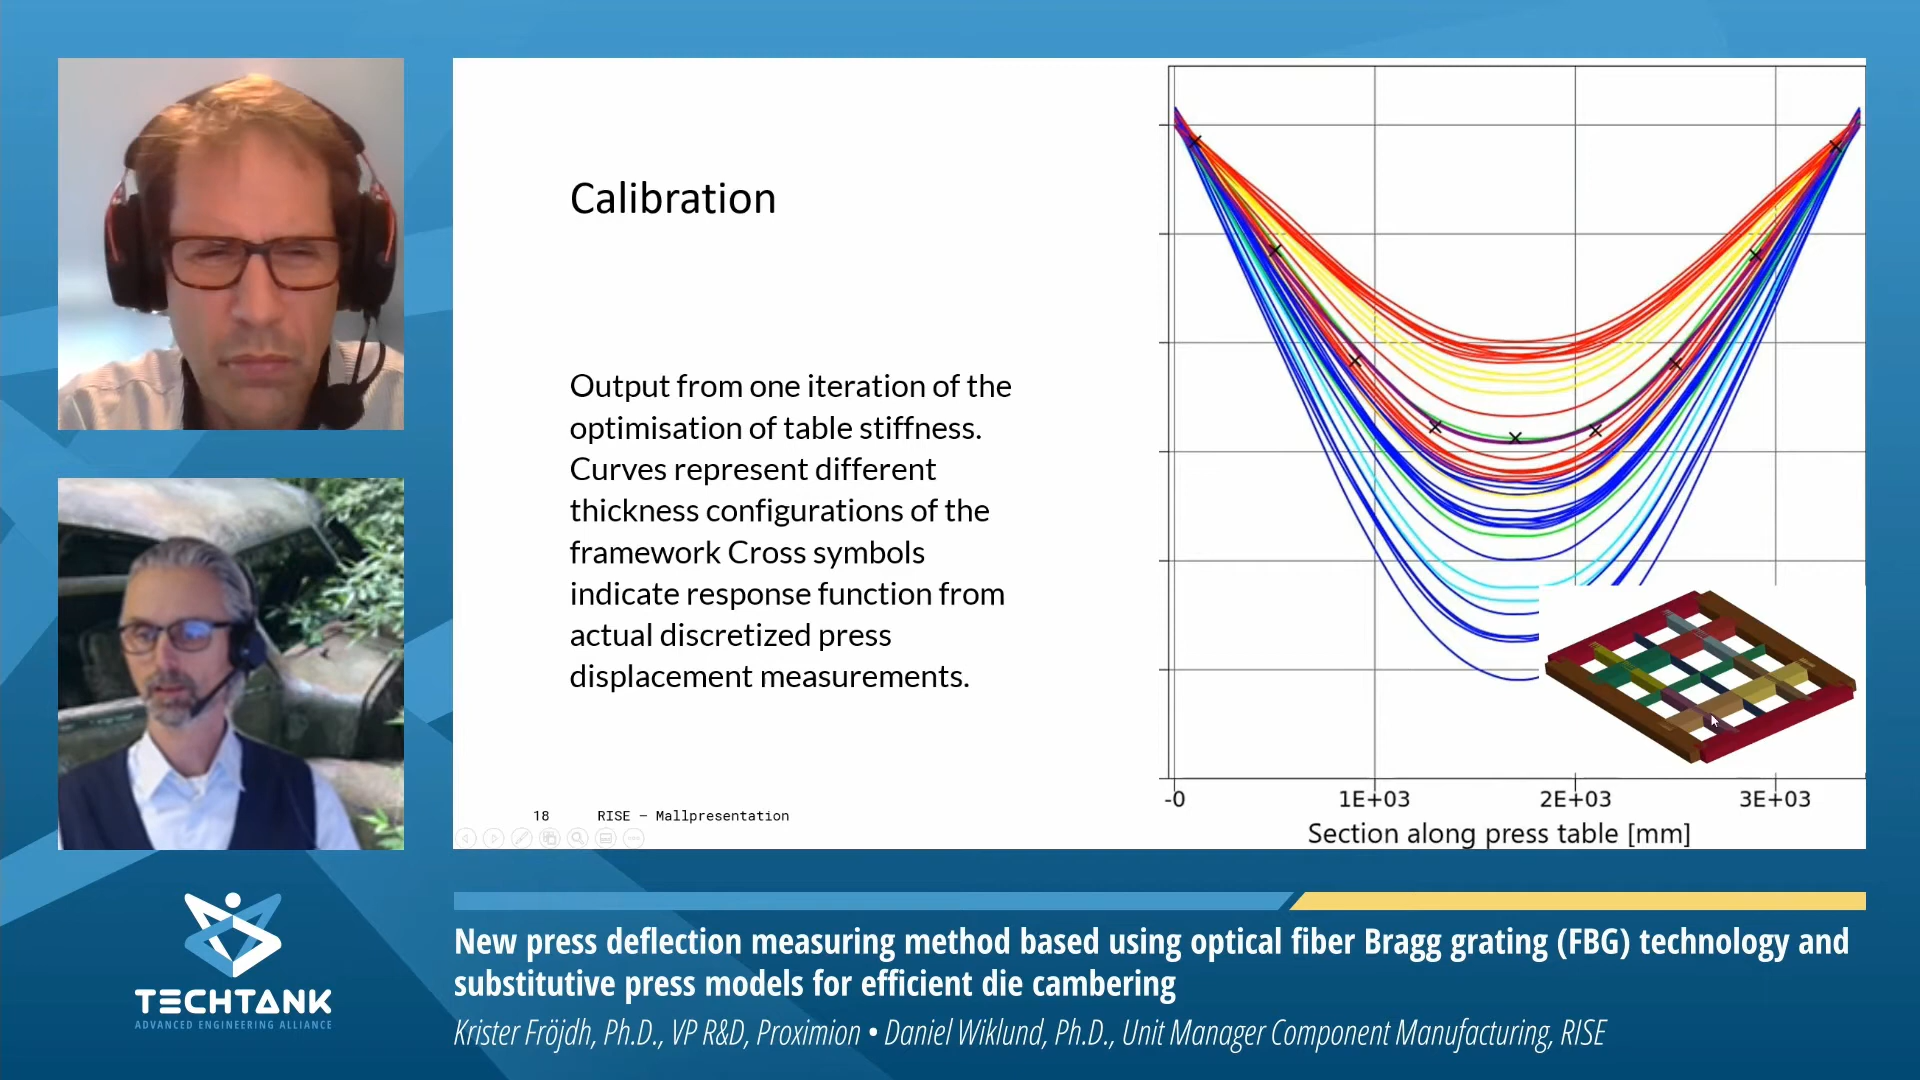 Calibration
Output from one iteration of the
optimisation of table stiffness.
Curves represent different
thickness configurations of the
framework Cross symbols
indicate response function from
actual discretized press
displacement measurements.
18 RISE — Mallpresentation
-0 1E+03 2E+03 3E+03
Section along press table [mm]
TECHTANK
ADVANCED ENGINEERING ALLIANCE
New press deflection measuring method based using optical fiber Bragg grating (FBG) technology and
substitutive press models for efficient die cambering
Krister Fröjdh, Ph.D., VP R&D, Proximion • Daniel Wiklund, Ph.D., Unit Manager Component Manufacturing, RISE